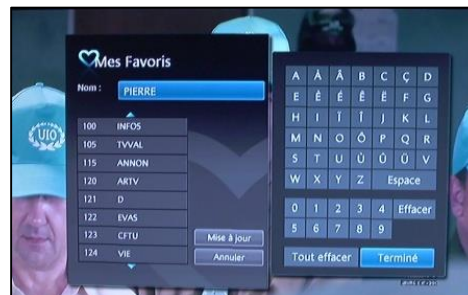 Mes Favoris
Nom : PIERRE
100 INFOS
105 TVVAL
115 ANNON
120 ARTV
121 D
122 EVAS
123 CFTU
124 VIE
Mise à jour
Annuler
A À Â B C Ç D
E È É Ê Ë F G
H I Î Ï J K L
M N O Ô P Q R
S T U Ù Û Ü V
W X Y Z Espace
0 1 2 3 4 Effacer
5 6 7 8 9
Tout effacer Terminé